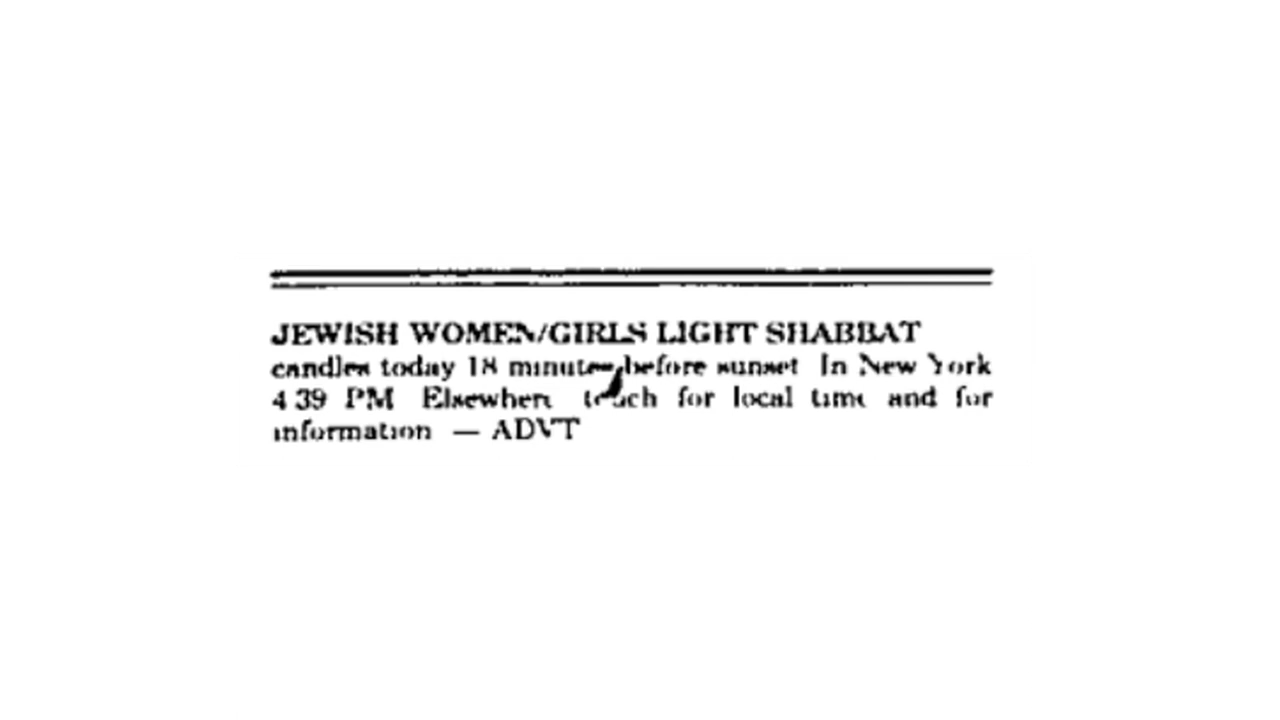 JEWISH WOMEN/GIRLS LIGHT SHABBAT
candles today 18 minutes before sunset In New York
4 39 PM Elsewhere for local time and for
information — ADVT